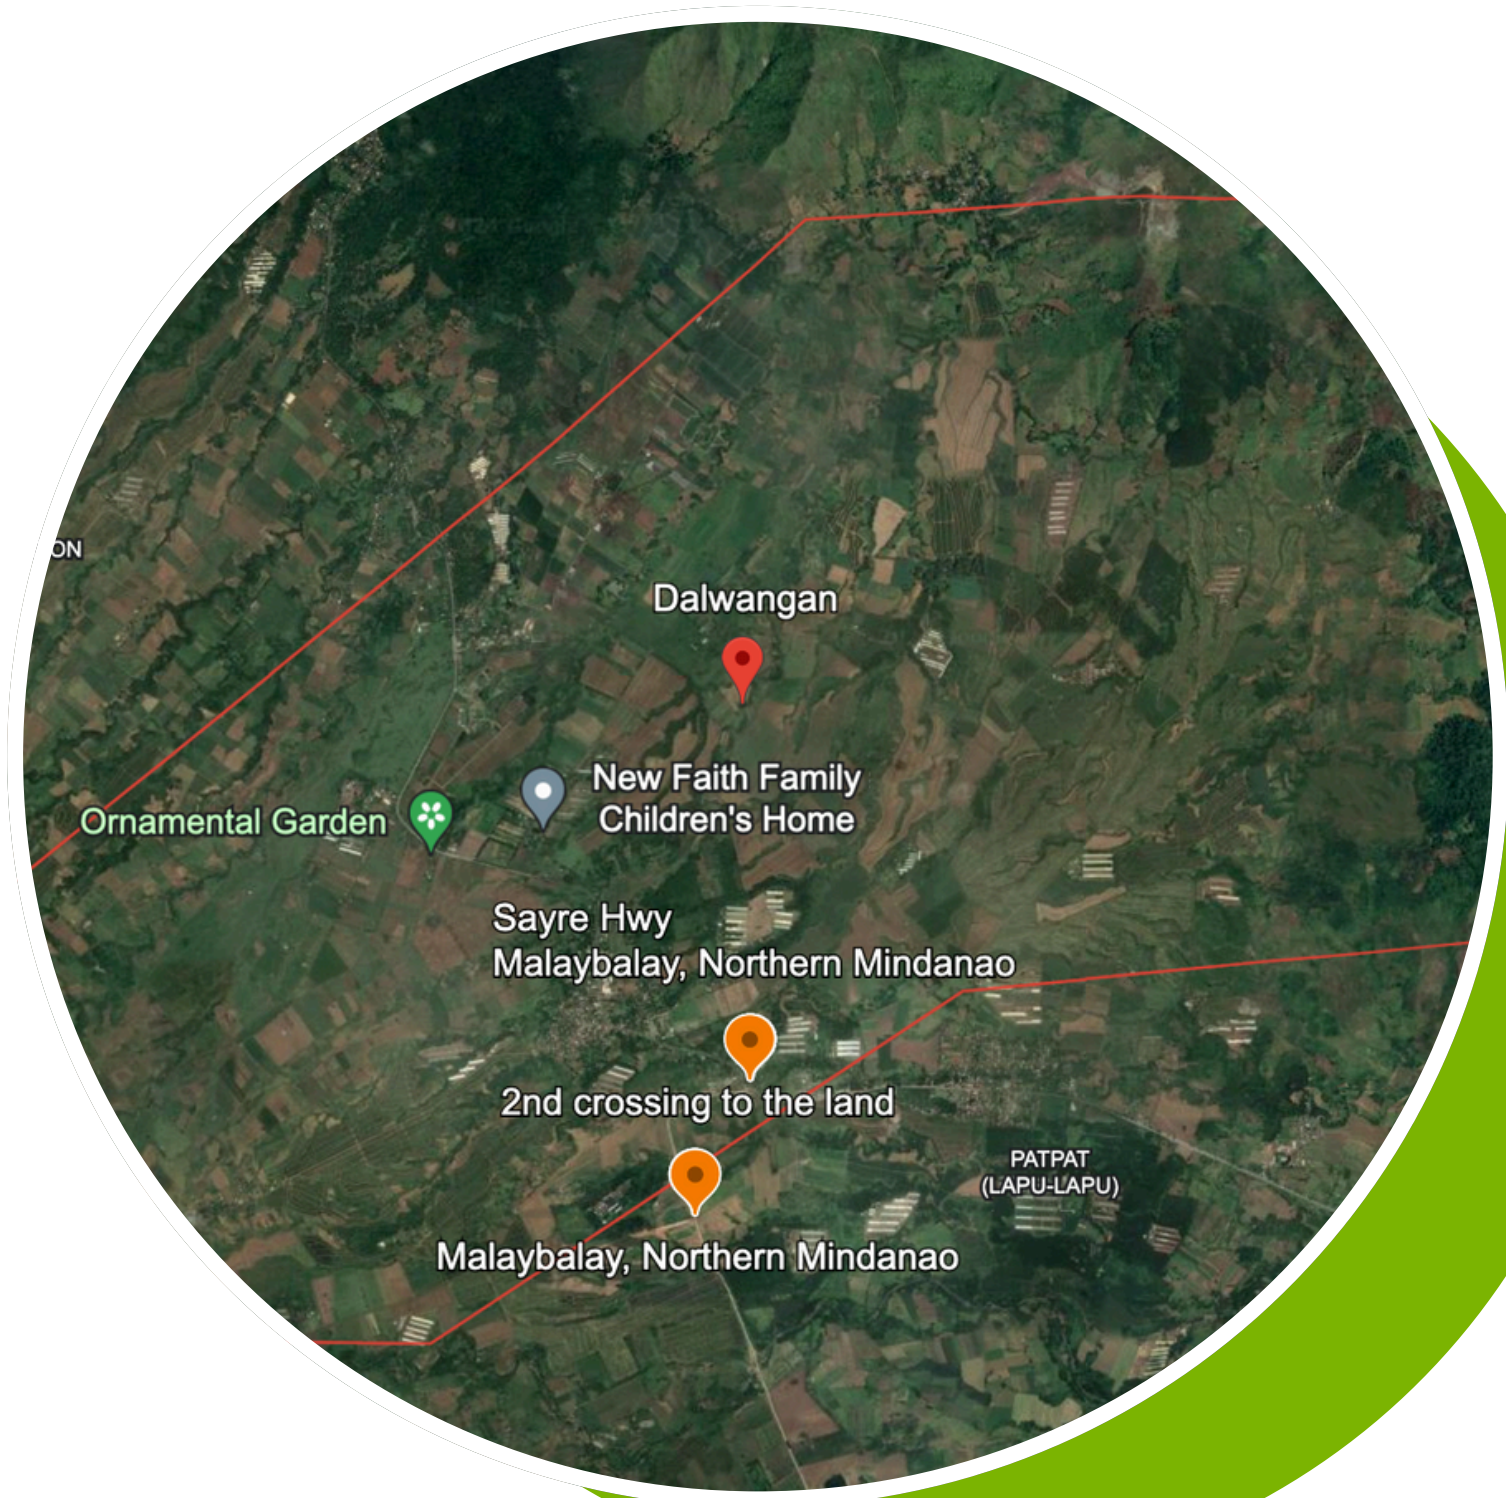 ON
Dalwangan
New Faith Family
Children's Home
Ornamental Garden
Sayre Hwy
Malaybalay, Northern Mindanao
2nd crossing to the land
PATPAT
(LAPU-LAPU)
Malaybalay, Northern Mindanao